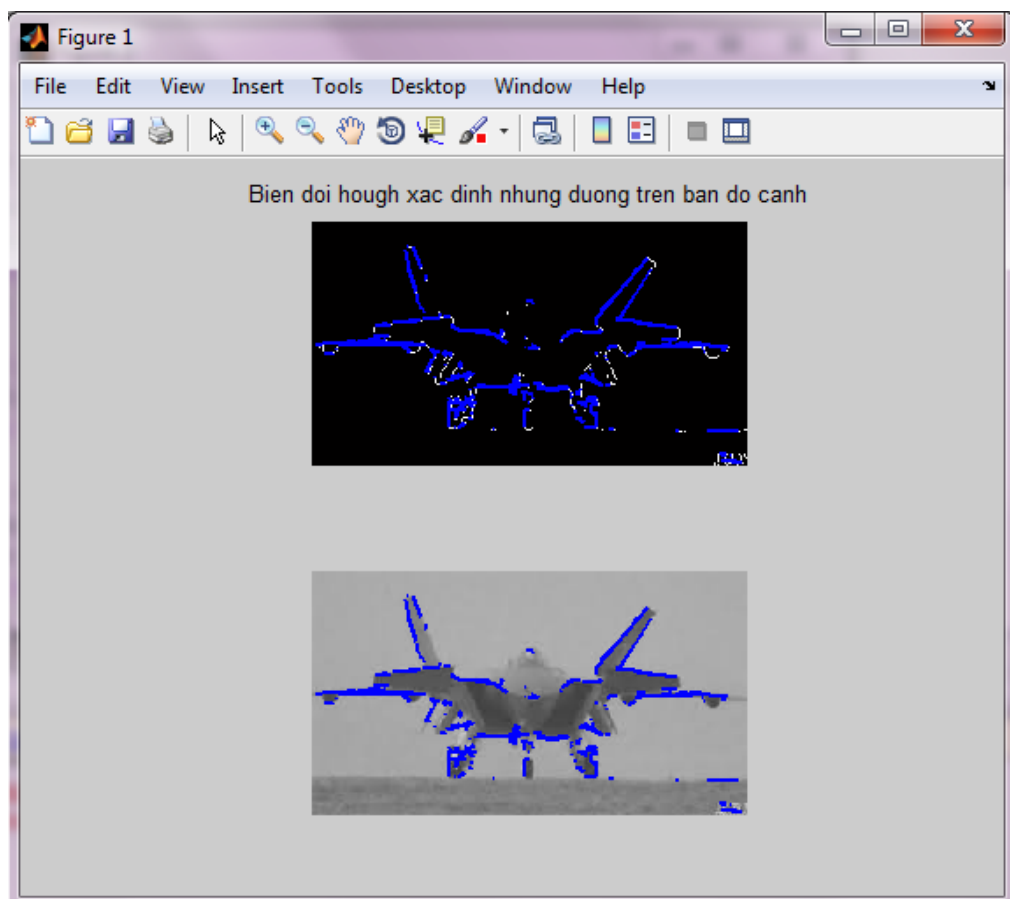 Figure 1
File Edit View Insert Tools Desktop Window Help
Bien doi hough xac dinh nhung duong tren ban do canh